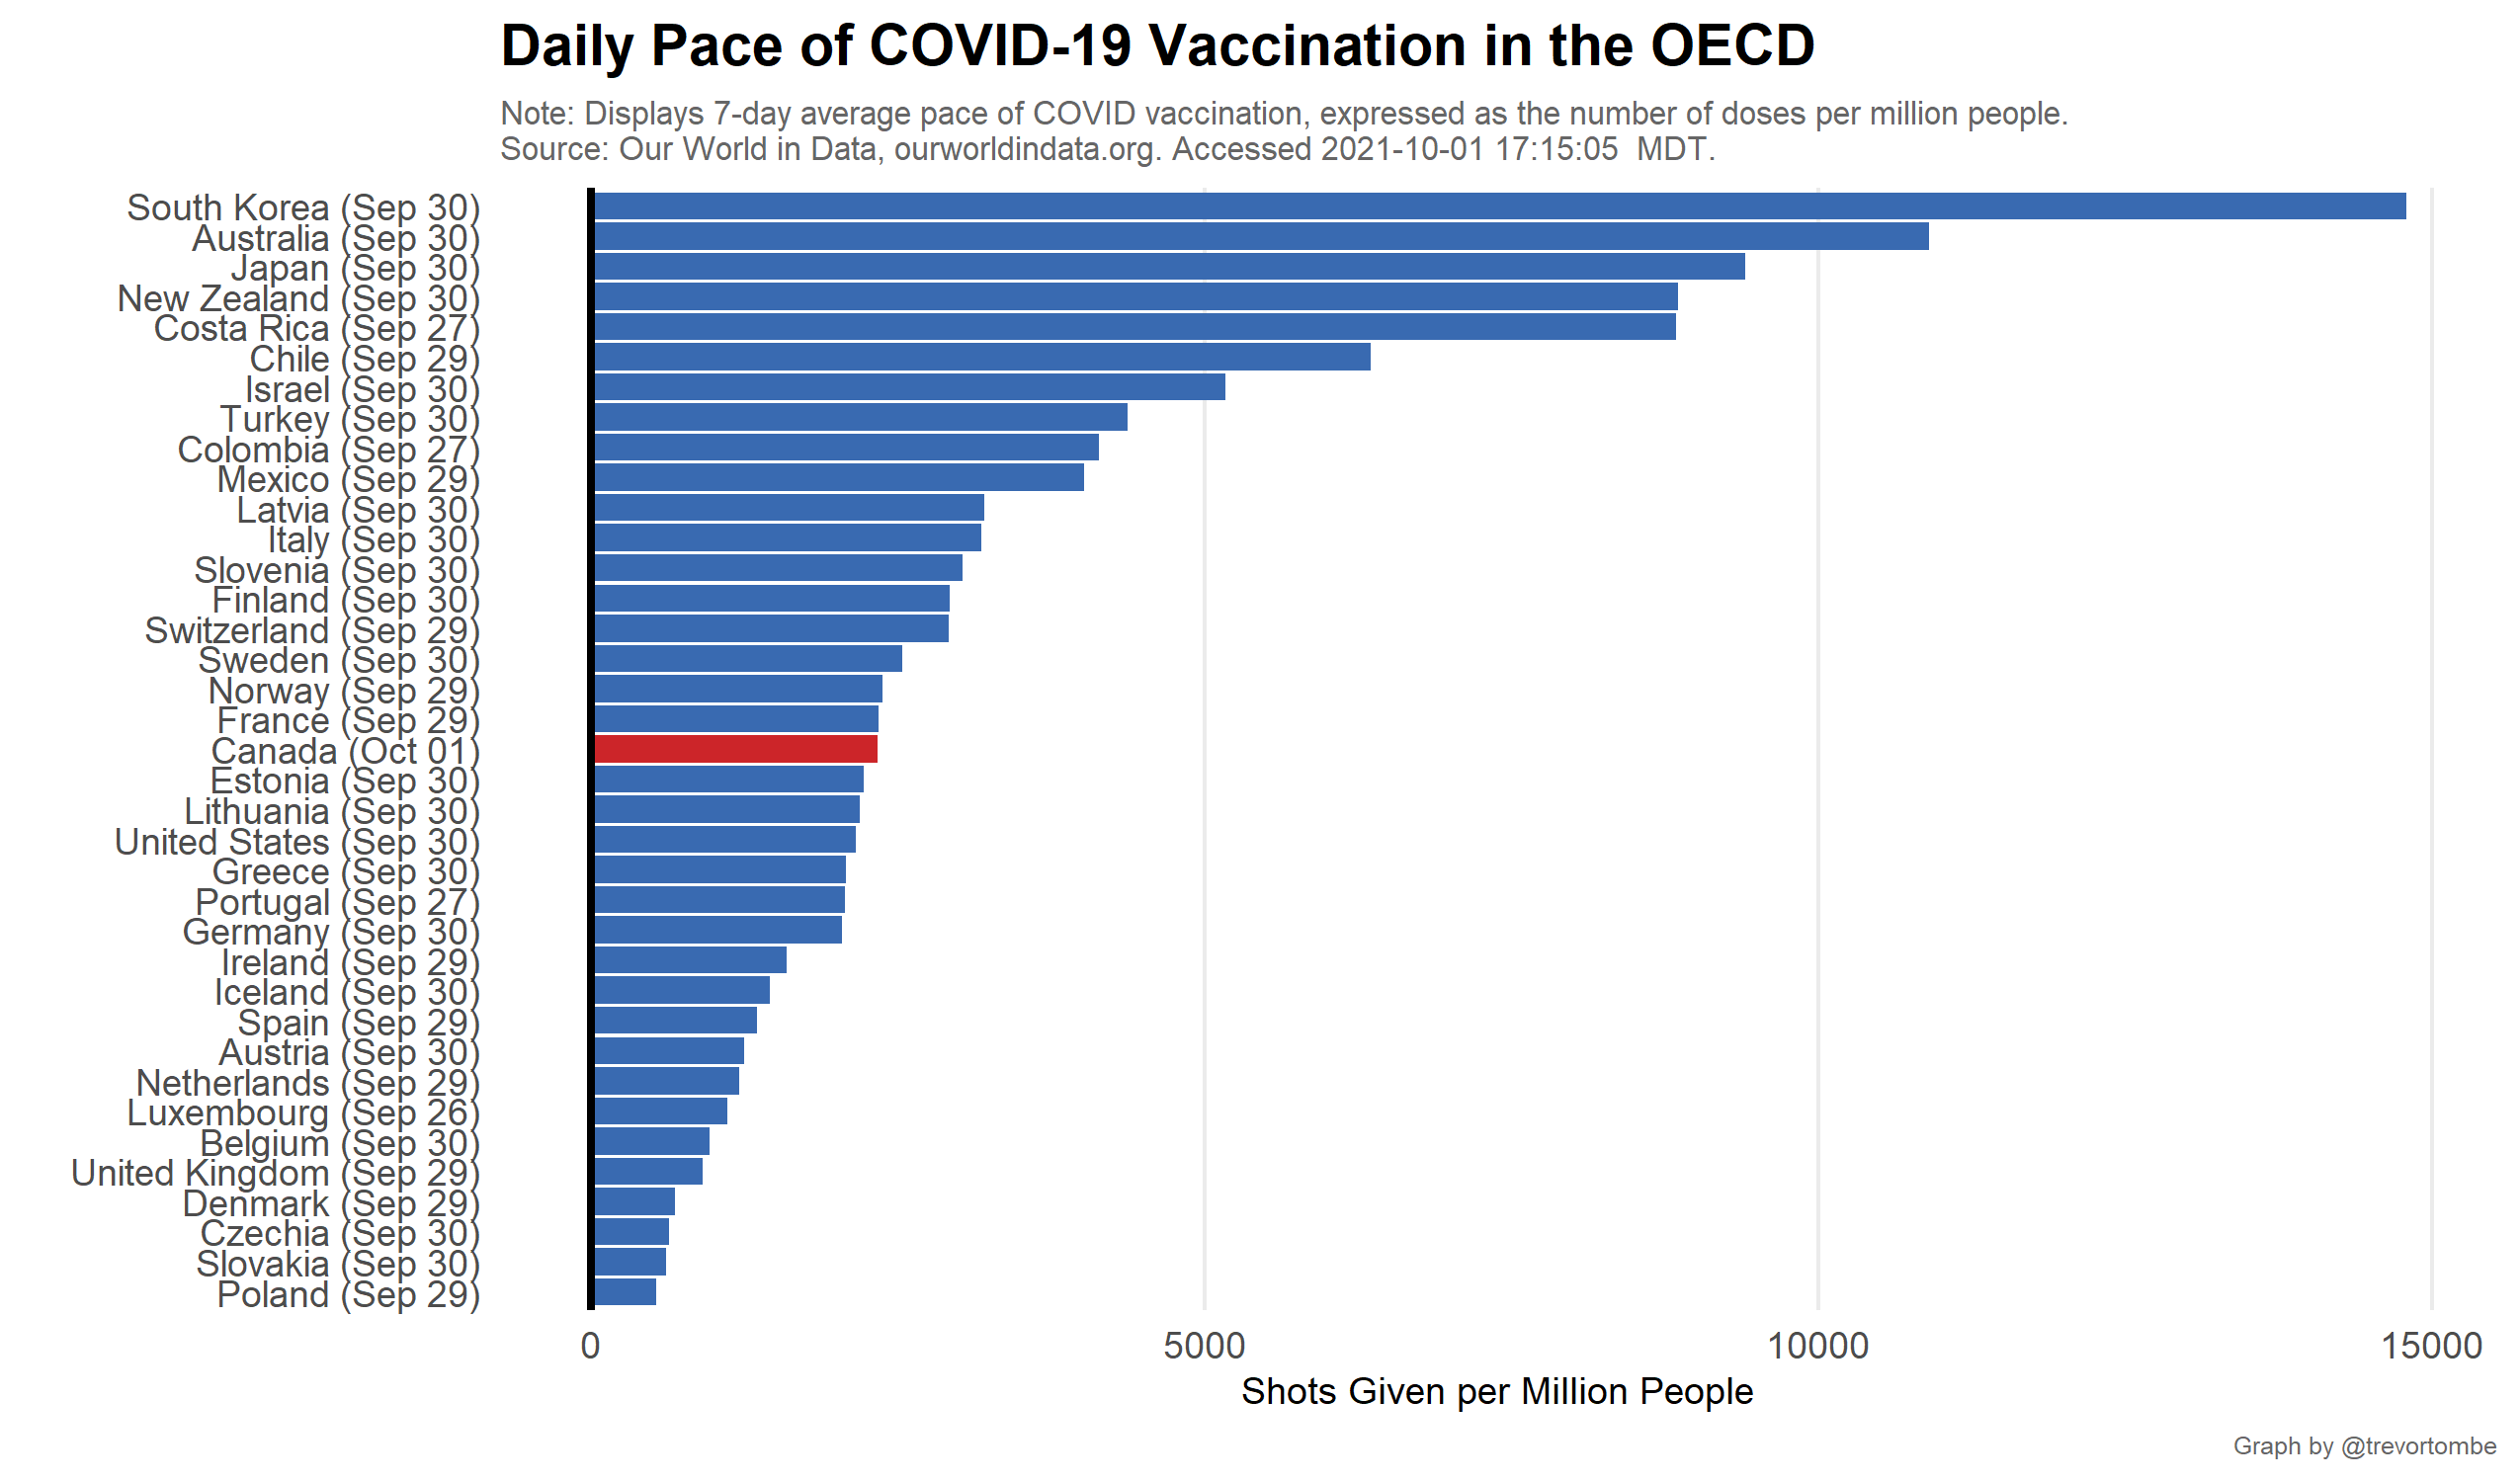 Daily Pace of COVID-19 Vaccination in the OECD
Note: Displays 7-day average pace of COVID vaccination, expressed as the number of doses per million people.
Source: Our World in Data, ourworldindata.org. Accessed 2021-10-01 17:15:05  MDT.
South Korea (Sep 30)
Australia (Sep 30)
Japan (Sep 30)
New Zealand (Sep 30)
Costa Rica (Sep 27)
Chile (Sep 29)
Israel (Sep 30)
Turkey (Sep 30)
Colombia (Sep 27)
Mexico (Sep 29)
Latvia (Sep 30)
Italy (Sep 30)
Slovenia (Sep 30)
Finland (Sep 30)
Switzerland (Sep 29)
Sweden (Sep 30)
Norway (Sep 29)
France (Sep 29)
Canada (Oct 01)
Estonia (Sep 30)
Lithuania (Sep 30)
United States (Sep 30)
Greece (Sep 30)
Portugal (Sep 27)
Germany (Sep 30)
Ireland (Sep 29)
Iceland (Sep 30)
Spain (Sep 29)
Austria (Sep 30)
Netherlands (Sep 29)
Luxembourg (Sep 26)
Belgium (Sep 30)
United Kingdom (Sep 29)
Denmark (Sep 29)
Czechia (Sep 30)
Slovakia (Sep 30)
Poland (Sep 29)
0 5000 10000 15000
Shots Given per Million People
Graph by @trevortombe